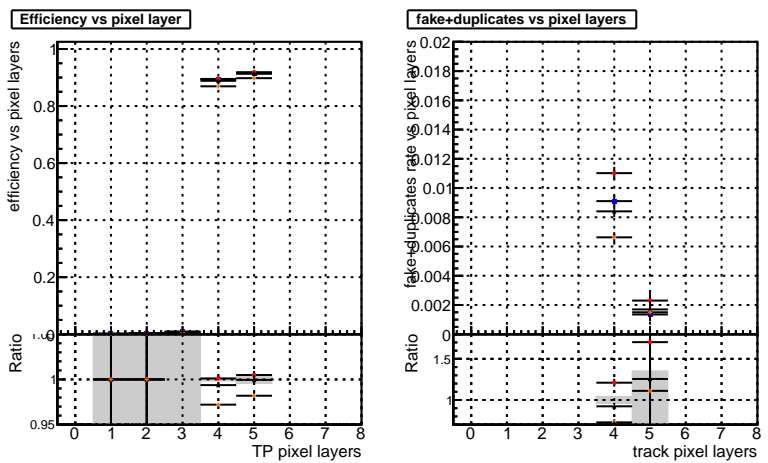 Efficiency vs pixel layer
efficiency vs pixel layers
1
0.8
0.6
0.4
0.2
0
Ratio
1
0.95
0 1 2 3 4 5 6 7 8
TP pixel layers
fake+duplicates vs pixel layers
fake+duplicates rate vs pixel layers
0.02
0.018
0.016
0.014
0.012
0.01
0.008
0.006
0.004
0.002
0
Ratio
1.5
1
0 1 2 3 4 5 6 7 8
track pixel layers